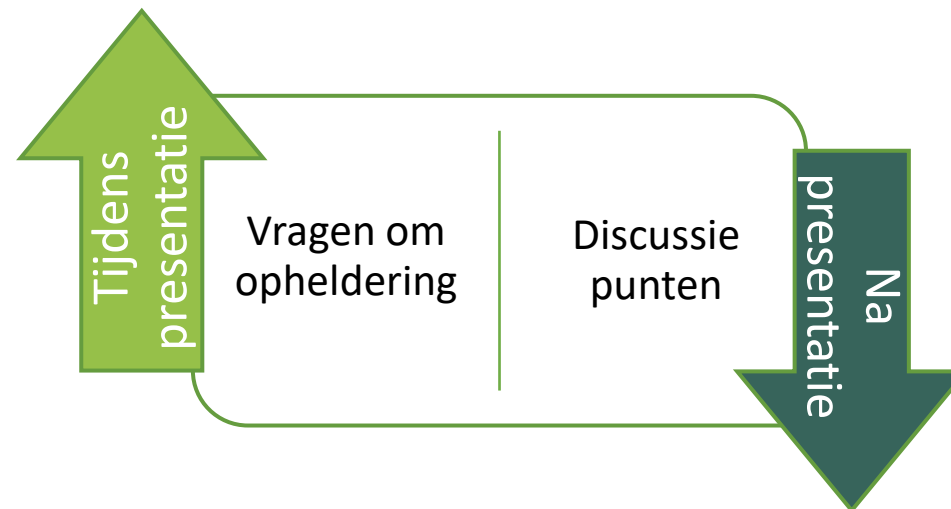 Tijdens
presentatie
Vragen om
opheldering
Discussie
punten
Na
presentatie